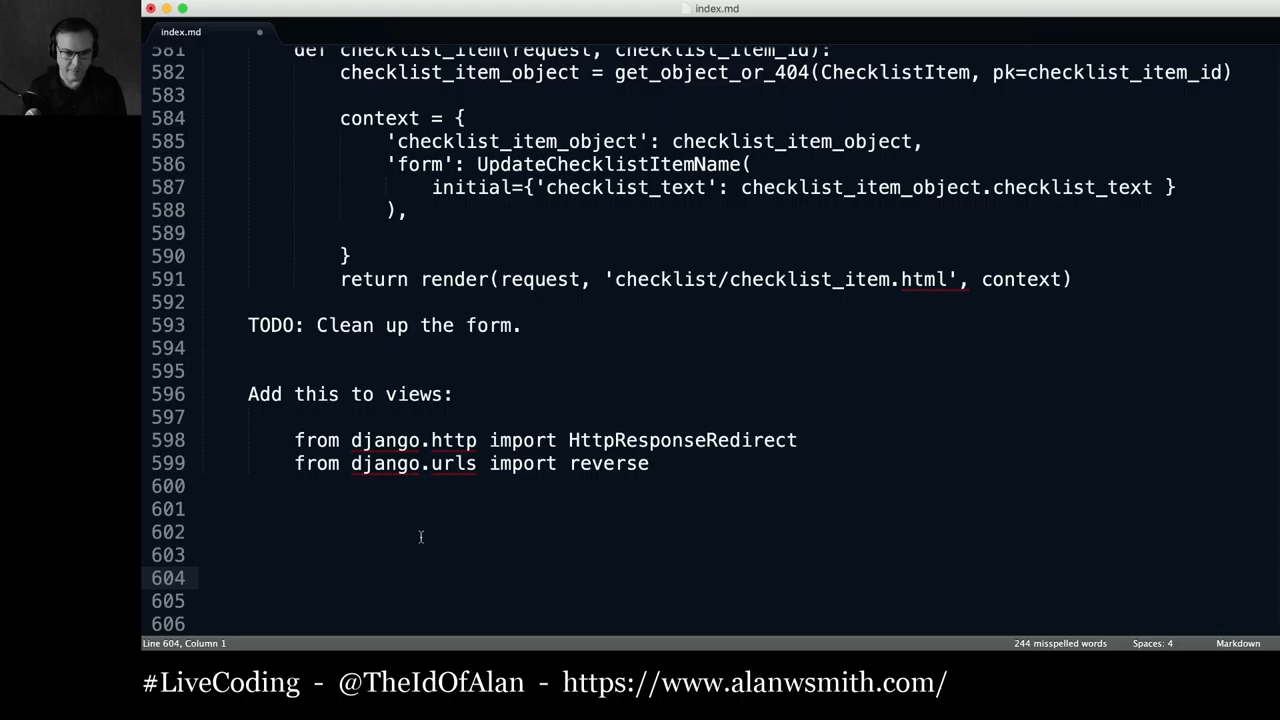 index.md
index.md
581 def checklist_item(request, checklist_item_id):
582 checklist_item_object = get_object_or_404(ChecklistItem, pk=checklist_item_id)
583
584 context = {
585 'checklist_item_object': checklist_item_object,
586 'form': UpdateChecklistItemName(
587 initial={'checklist_text': checklist_item_object.checklist_text }
588 ),
589
590 }
591 return render(request, 'checklist/checklist_item.html', context)
592
593 TODO: Clean up the form.
594
595
596 Add this to views:
597
598 from django.http import HttpResponseRedirect
599 from django.urls import reverse
600
601
602
603
604
605
606
Line 604, Column 1 244 misspelled words Spaces: 4 Markdown
#LiveCoding - @TheIdOfAlan - https://www.alanwsmith.com/